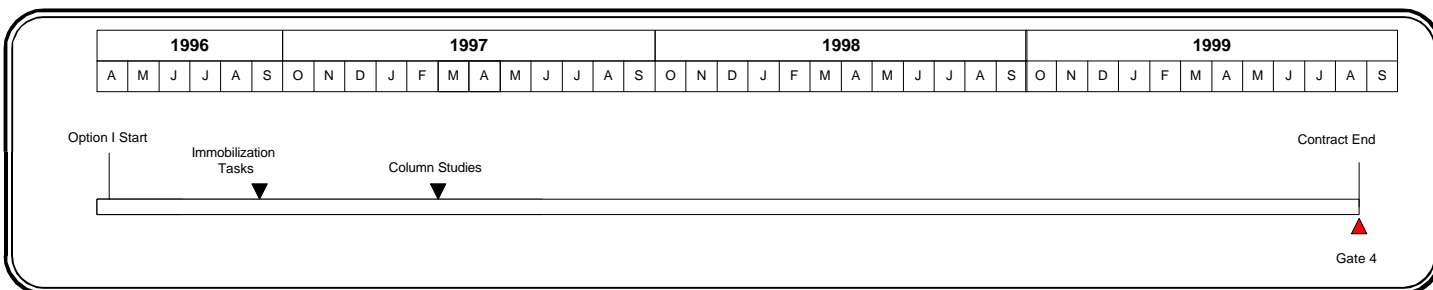 1996 1997 1998 1999
A M J J A S O N D J F M A M J J A S O N D J F M A M J J A S O N D J F M A M J J A S
Option I Start
Contract End
Immobilization
Tasks
Column Studies
Gate 4